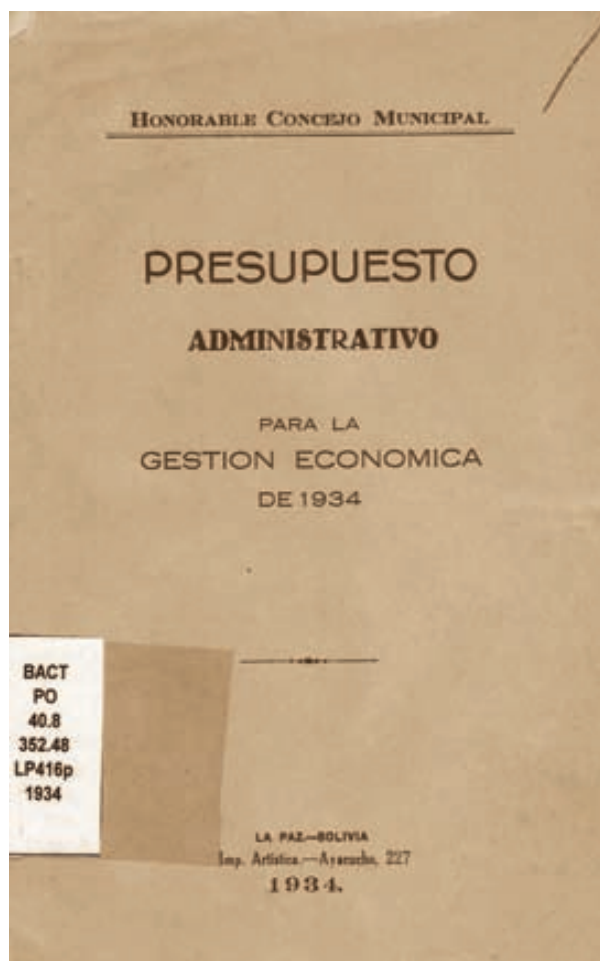 HONORABLE CONCEJO MUNICIPAL
PRESUPUESTO
ADMINISTRATIVO
PARA LA
GESTION ECONOMICA
DE 1934
BACT
PO
40.8
352.48
LP416p
1934
LA PAZ.—BOLIVIA
Imp. Artística.—Ayacucho, 227
1934.